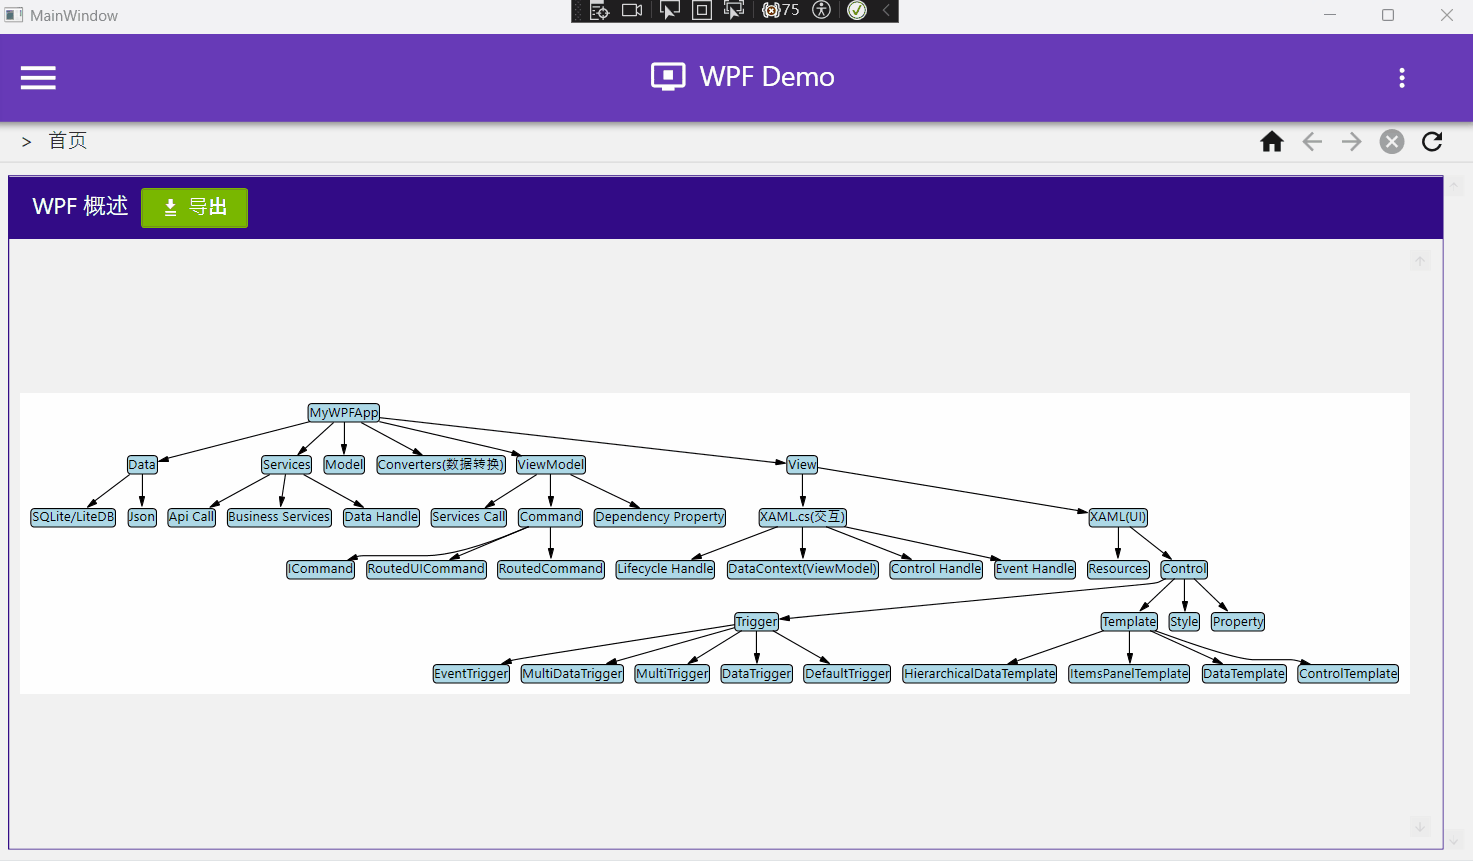 MainWindow
75
WPF Demo
> 首页
WPF 概述 导出
MyWPFApp
Data Services Model Converters(数据转换) ViewModel View
SQLite/LiteDB Json Api Call Business Services Data Handle Services Call Command Dependency Property XAML.cs(交互) XAML(UI)
ICommand RoutedUICommand RoutedCommand Lifecycle Handle DataContext(ViewModel) Control Handle Event Handle Resources Control
Trigger Template Style Property
EventTrigger MultiDataTrigger MultiTrigger DataTrigger DefaultTrigger HierarchicalDataTemplate ItemsPanelTemplate DataTemplate ControlTemplate